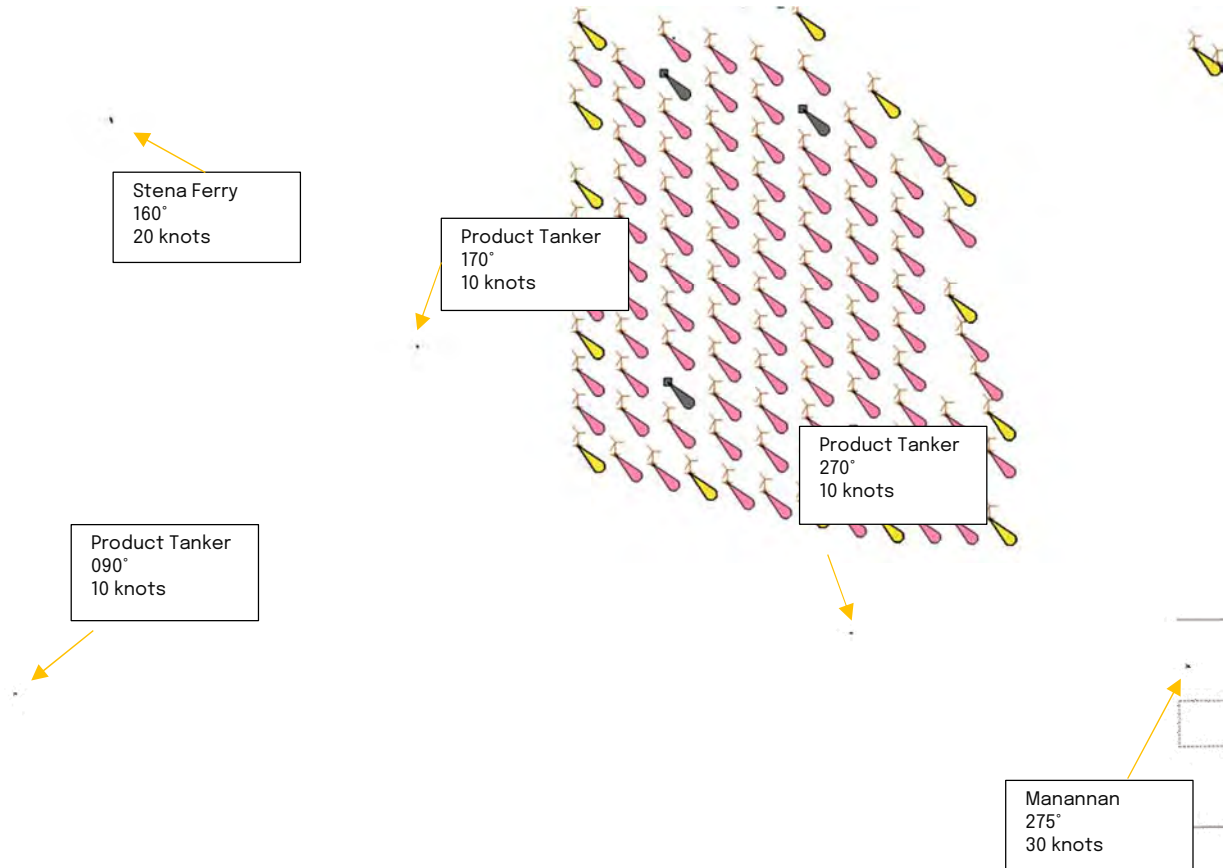 Stena Ferry
160°
20 knots
Product Tanker
170°
10 knots
Product Tanker
270°
10 knots
Product Tanker
090°
10 knots
Manannan
275°
30 knots